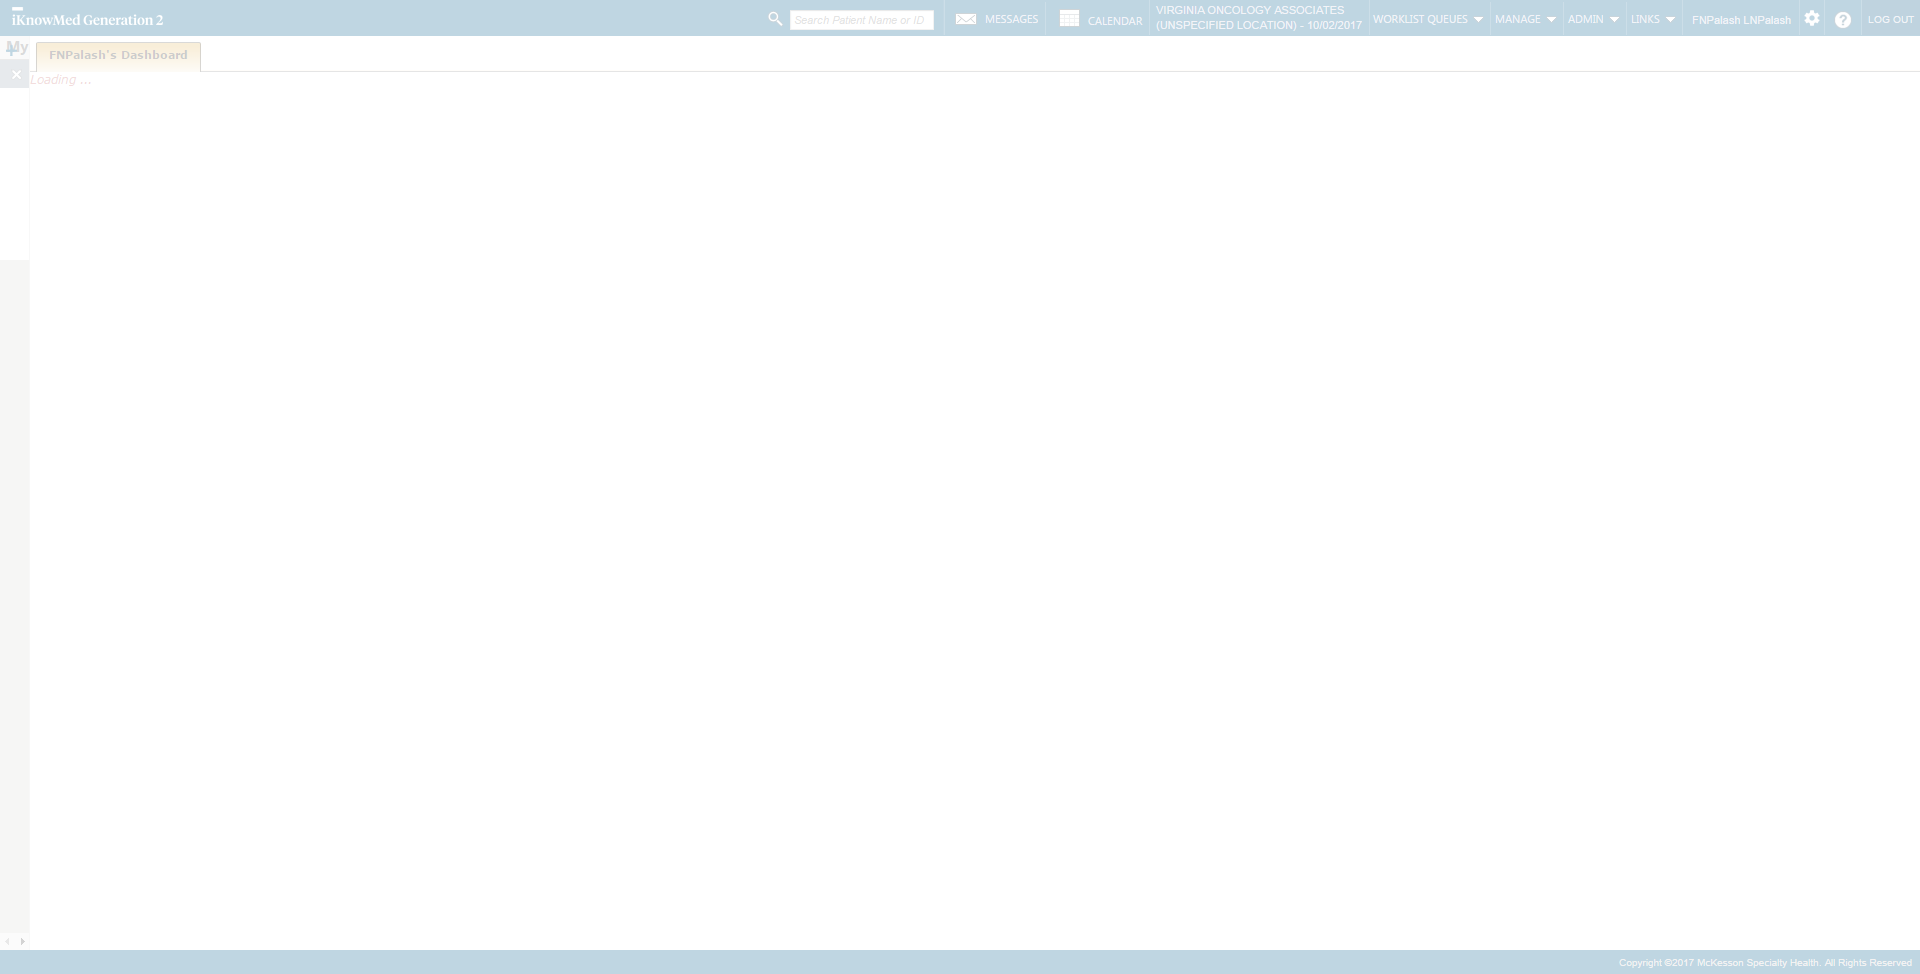 iKnowMed Generation 2
Search Patient Name or ID
MESSAGES
CALENDAR
VIRGINIA ONCOLOGY ASSOCIATES
(UNSPECIFIED LOCATION) - 10/02/2017
WORKLIST QUEUES
MANAGE
ADMIN
LINKS
FNPalash LNPalash
LOG OUT
My
FNPalash's Dashboard
Loading ...
Copyright ©2017 McKesson Specialty Health. All Rights Reserved